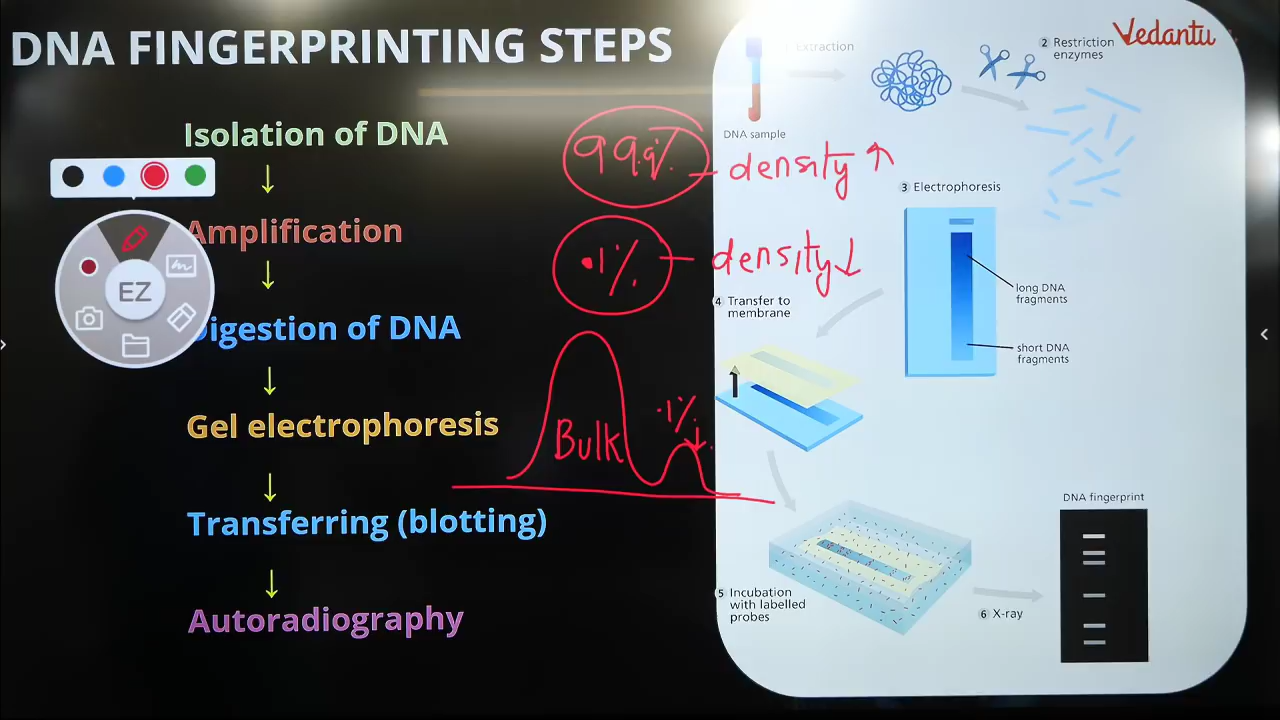 DNA FINGERPRINTING STEPS
Isolation of DNA
↓
Amplification
↓
Digestion of DNA
↓
Gel electrophoresis
↓
Transferring (blotting)
↓
Autoradiography
EZ
99.9% - density ↑
.1% - density ↓
Bulk
.1%
Vedantu
Extraction
DNA sample
2 Restriction
enzymes
3 Electrophoresis
long DNA
fragments
short DNA
fragments
4 Transfer to
membrane
5 Incubation
with labelled
probes
6 X-ray
DNA fingerprint